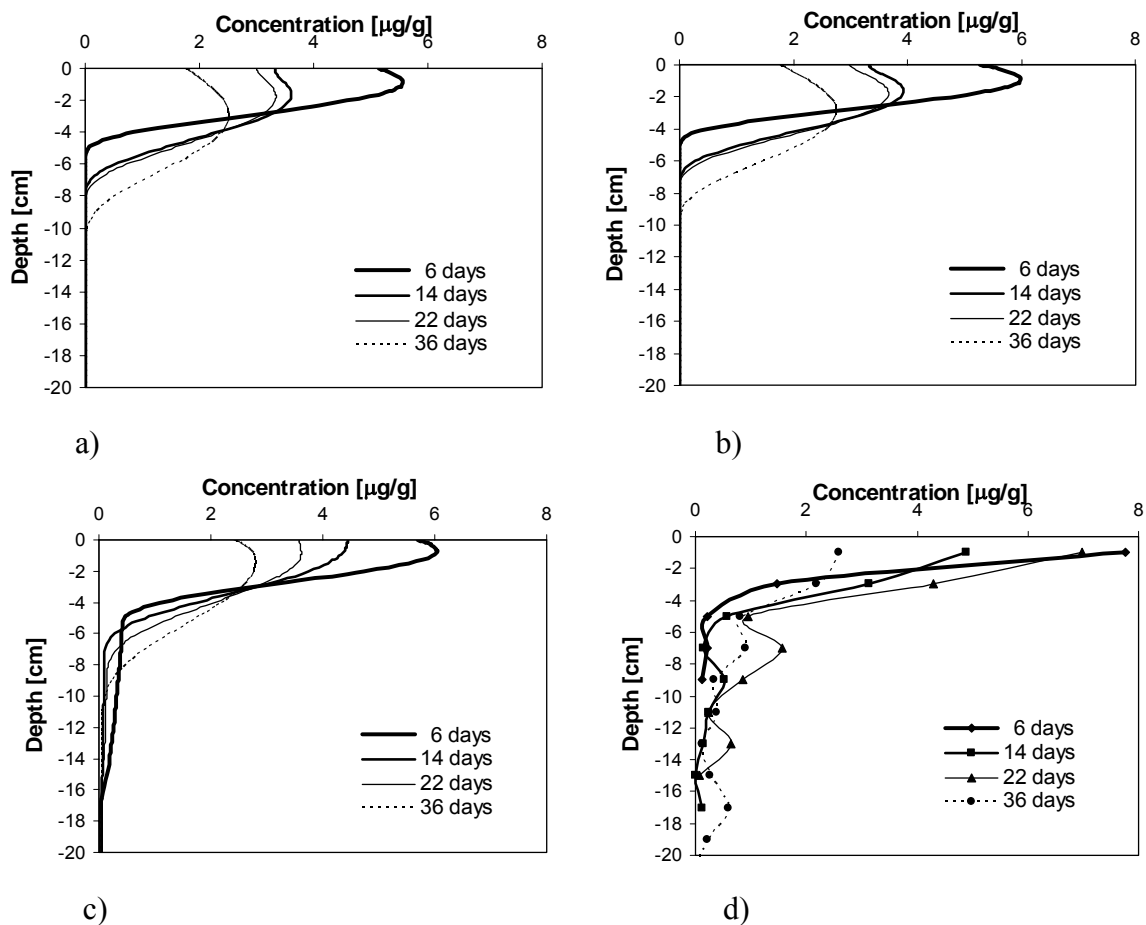 Concentration [μg/g]
0 2 4 6 8
0
-2
-4
-6
-8
-10
-12
-14
-16
-18
-20
Depth [cm]
6 days
14 days
22 days
36 days
a)
Concentration [μg/g]
0 2 4 6 8
0
-2
-4
-6
-8
-10
-12
-14
-16
-18
-20
Depth [cm]
6 days
14 days
22 days
36 days
b)
Concentration [μg/g]
0 2 4 6 8
0
-2
-4
-6
-8
-10
-12
-14
-16
-18
-20
Depth [cm]
6 days
14 days
22 days
36 days
c)
Concentration [μg/g]
0 2 4 6 8
0
-2
-4
-6
-8
-10
-12
-14
-16
-18
-20
Depth [cm]
6 days
14 days
22 days
36 days
d)